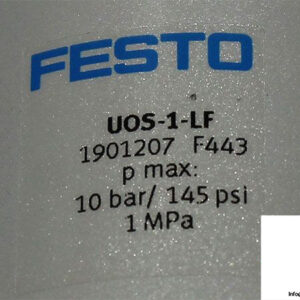 FESTO
UOS-1-LF
1901207 F443
p max:
10 bar/ 145 psi
1 MPa